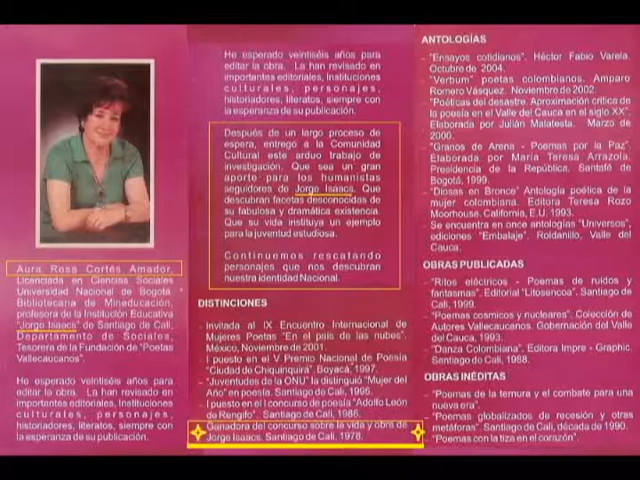 Aura Rosa Cortés Amador.
Licenciada en Ciencias Sociales
Universidad Nacional de Bogotá
Bibliotecaria de Mineducación,
profesora de la Institución Educativa
"Jorge Isaacs" de Santiago de Cali,
Departamento de Sociales,
Tesorera de la Fundación de "Poetas
Vallecaucanos".
He esperado veintiséis años para
editar la obra. La han revisado en
importantes editoriales, Instituciones
culturales, personajes,
historiadores, literatos, siempre con
la esperanza de su publicación.
He esperado veintiséis años para
editar la obra. La han revisado en
importantes editoriales, Instituciones
culturales, personajes,
historiadores, literatos, siempre con
la esperanza de su publicación.
Después de un largo proceso de
espera, entrego a la Comunidad
Cultural este arduo trabajo de
investigación. Que sea un gran
aporte para los humanistas
seguidores de Jorge Isaacs. Que
descubran facetas desconocidas de
su fabulosa y dramática existencia.
Que su vida instituya un ejemplo
para la juventud estudiosa.
Continuemos rescatando
personajes que nos descubran
nuestra identidad Nacional.
DISTINCIONES
- Invitada al IX Encuentro Internacional de
Mujeres Poetas "En el país de las nubes".
México, Noviembre de 2001.
- I puesto en el V Premio Nacional de Poesía
"Ciudad de Chiquinquirá". Boyacá, 1997.
- "Juventudes de la ONU" la distinguió "Mujer del
Año" en poesía. Santiago de Cali, 1995.
- I puesto en el I concurso de poesía "Adolfo León
de Rengifo". Santiago de Cali, 1986.
- Ganadora del concurso sobre la vida y obra de
Jorge Isaacs. Santiago de Cali, 1978.
ANTOLOGÍAS
- "Ensayos cotidianos". Héctor Fabio Varela.
Octubre de 2004.
- "Verbum" poetas colombianos. Amparo
Romero Vásquez. Noviembre de 2002.
- "Poéticas del desastre. Aproximación crítica de
la poesía en el Valle del Cauca en el siglo XX".
Elaborada por Julián Malatesta. Marzo de
2000.
- "Granos de Arena - Poemas por la Paz".
Elaborada por María Teresa Arrazola.
Presidencia de la República. Santafé de
Bogotá, 1999.
- "Diosas en Bronce" Antología poética de la
mujer colombiana. Editora Teresa Rozo
Moorhouse. California, E.U. 1993.
- Se encuentra en once antologías "Universos",
ediciones "Embalaje". Roldanillo, Valle del
Cauca.
OBRAS PUBLICADAS
- "Ritos eléctricos - Poemas de ruidos y
fantasmas". Editorial "Litosencoa". Santiago de
Cali, 1999.
- "Poemas cósmicos y nucleares". Colección de
Autores Vallecaucanos. Gobernación del Valle
del Cauca, 1993.
- "Danza Colombiana". Editora Impre - Graphic.
Santiago de Cali, 1988.
OBRAS INÉDITAS
- "Poemas de la ternura y el combate para una
nueva era".
- "Poemas globalizados de recesión y otras
metáforas". Santiago de Cali, década de 1990.
- "Poemas con la tiza en el corazón".